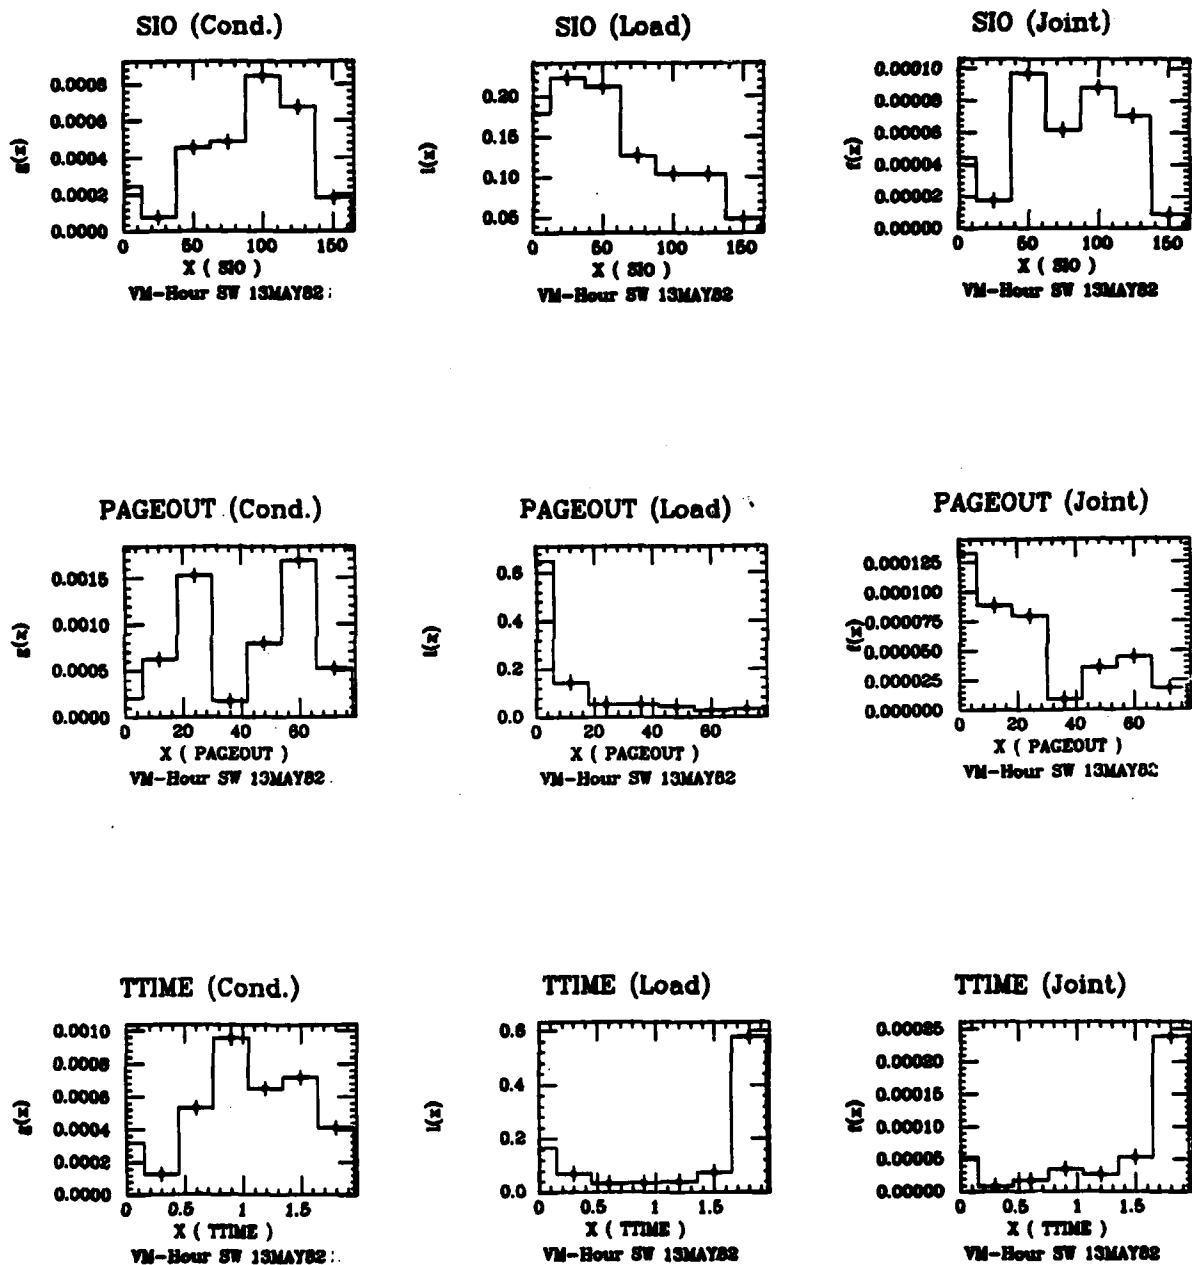 SIO (Cond.)
g(x)
0.0008
0.0006
0.0004
0.0002
0.0000
0 50 100 150
X ( SIO )
VM-Hour SW 13MAY82
SIO (Load)
l(x)
0.20
0.15
0.10
0.05
0 50 100 150
X ( SIO )
VM-Hour SW 13MAY82
SIO (Joint)
f(x)
0.00010
0.00008
0.00006
0.00004
0.00002
0.00000
0 50 100 150
X ( SIO )
VM-Hour SW 13MAY82
PAGEOUT (Cond.)
g(x)
0.0015
0.0010
0.0005
0.0000
0 20 40 60
X ( PAGEOUT )
VM-Hour SW 13MAY82
PAGEOUT (Load)
l(x)
0.6
0.4
0.2
0.0
0 20 40 60
X ( PAGEOUT )
VM-Hour SW 13MAY82
PAGEOUT (Joint)
f(x)
0.000125
0.000100
0.000075
0.000050
0.000025
0.000000
0 20 40 60
X ( PAGEOUT )
VM-Hour SW 13MAY82
TTIME (Cond.)
g(x)
0.0010
0.0008
0.0006
0.0004
0.0002
0.0000
0 0.5 1 1.5
X ( TTIME )
VM-Hour SW 13MAY82
TTIME (Load)
l(x)
0.6
0.4
0.2
0.0
0 0.5 1 1.5
X ( TTIME )
VM-Hour SW 13MAY82
TTIME (Joint)
f(x)
0.00025
0.00020
0.00015
0.00010
0.00005
0.00000
0 0.5 1 1.5
X ( TTIME )
VM-Hour SW 13MAY82